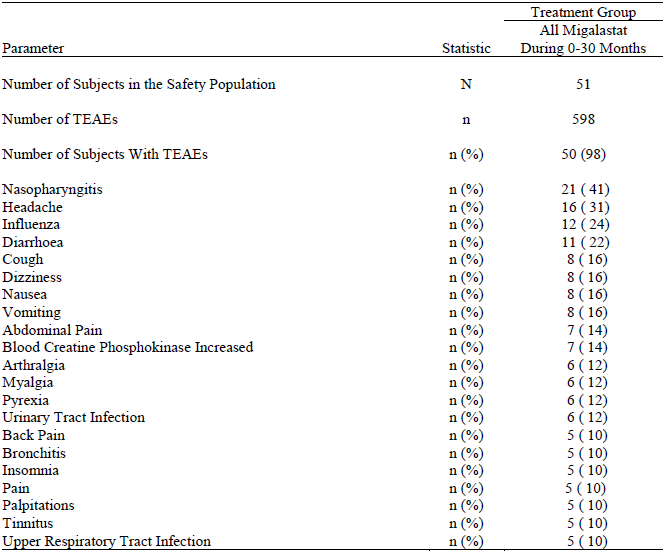 Treatment Group
All Migalastat
Parameter Statistic During 0-30 Months
Number of Subjects in the Safety Population N 51
Number of TEAEs n 598
Number of Subjects With TEAEs n (%) 50 (98)
Nasopharyngitis n (%) 21 ( 41)
Headache n (%) 16 ( 31)
Influenza n (%) 12 ( 24)
Diarrhoea n (%) 11 ( 22)
Cough n (%) 8 ( 16)
Dizziness n (%) 8 ( 16)
Nausea n (%) 8 ( 16)
Vomiting n (%) 8 ( 16)
Abdominal Pain n (%) 7 ( 14)
Blood Creatine Phosphokinase Increased n (%) 7 ( 14)
Arthralgia n (%) 6 ( 12)
Myalgia n (%) 6 ( 12)
Pyrexia n (%) 6 ( 12)
Urinary Tract Infection n (%) 6 ( 12)
Back Pain n (%) 5 ( 10)
Bronchitis n (%) 5 ( 10)
Insomnia n (%) 5 ( 10)
Pain n (%) 5 ( 10)
Palpitations n (%) 5 ( 10)
Tinnitus n (%) 5 ( 10)
Upper Respiratory Tract Infection n (%) 5 ( 10)